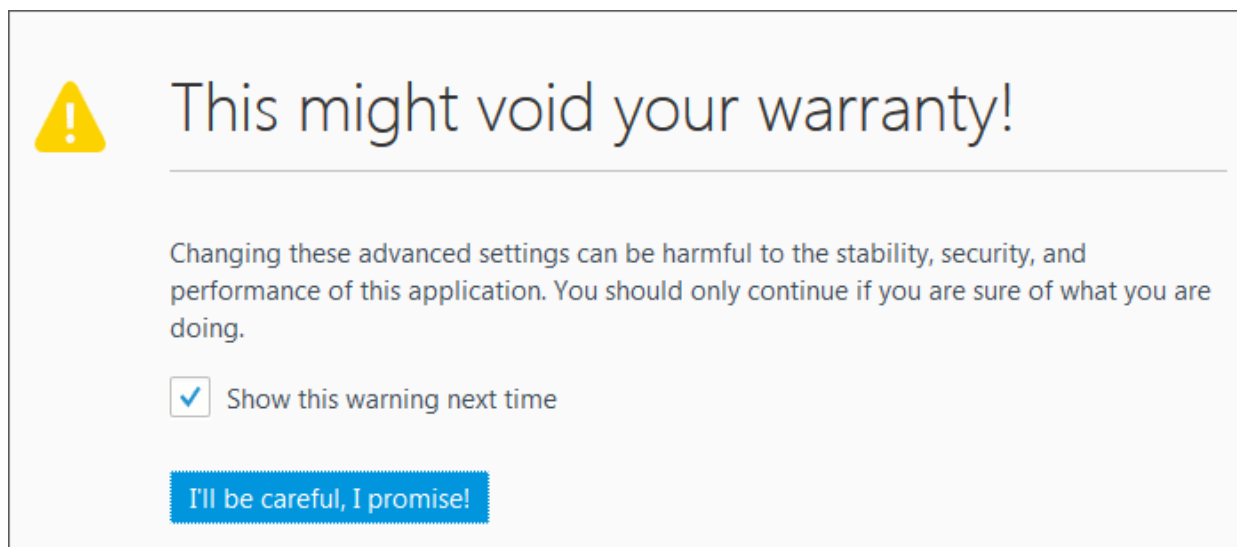 This might void your warranty!
Changing these advanced settings can be harmful to the stability, security, and
performance of this application. You should only continue if you are sure of what you are
doing.
Show this warning next time
I'll be careful, I promise!